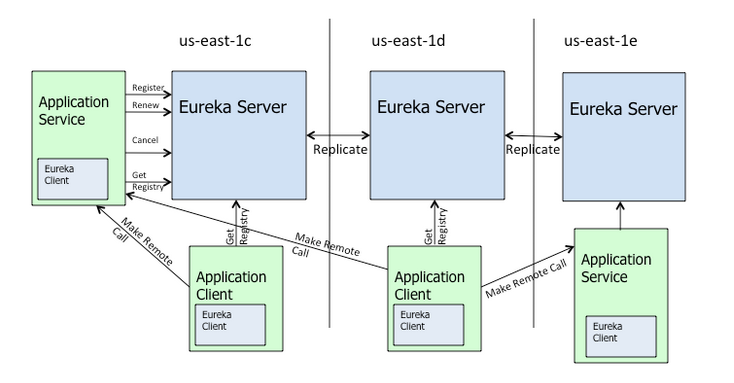 us-east-1c
us-east-1d
us-east-1e
Application
Service
Eureka
Client
Register
Renew
Cancel
Get
Registry
Eureka Server
Replicate
Eureka Server
Replicate
Eureka Server
Make Remote
Call
Get
Registry
Make Remote
Call
Get
Registry
Make Remote Call
Application
Client
Eureka
Client
Application
Client
Eureka
Client
Application
Service
Eureka
Client